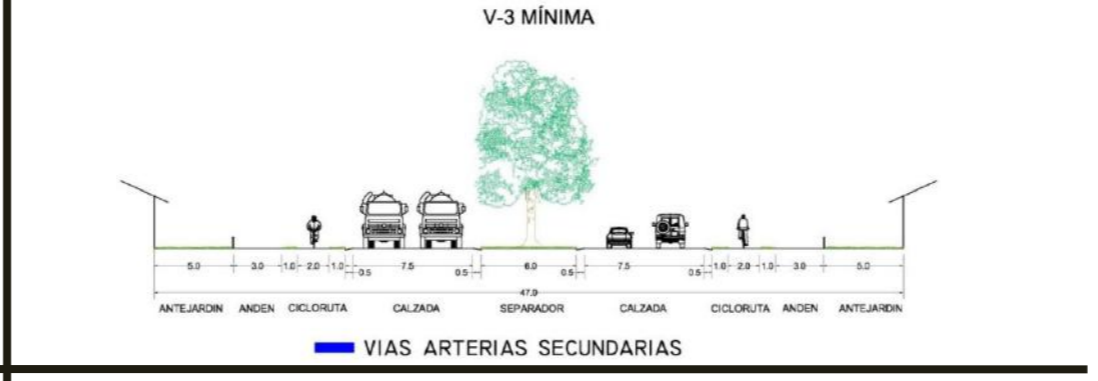 V-3 MÍNIMA
5.0 3.0 1.0 2.0 1.0 0.5 7.5 0.5 6.0 0.5 7.5 0.5 1.0 2.0 1.0 3.0 5.0
47.0
ANTEJARDIN ANDEN CICLORUTA CALZADA SEPARADOR CALZADA CICLORUTA ANDEN ANTEJARDIN
VIAS ARTERIAS SECUNDARIAS